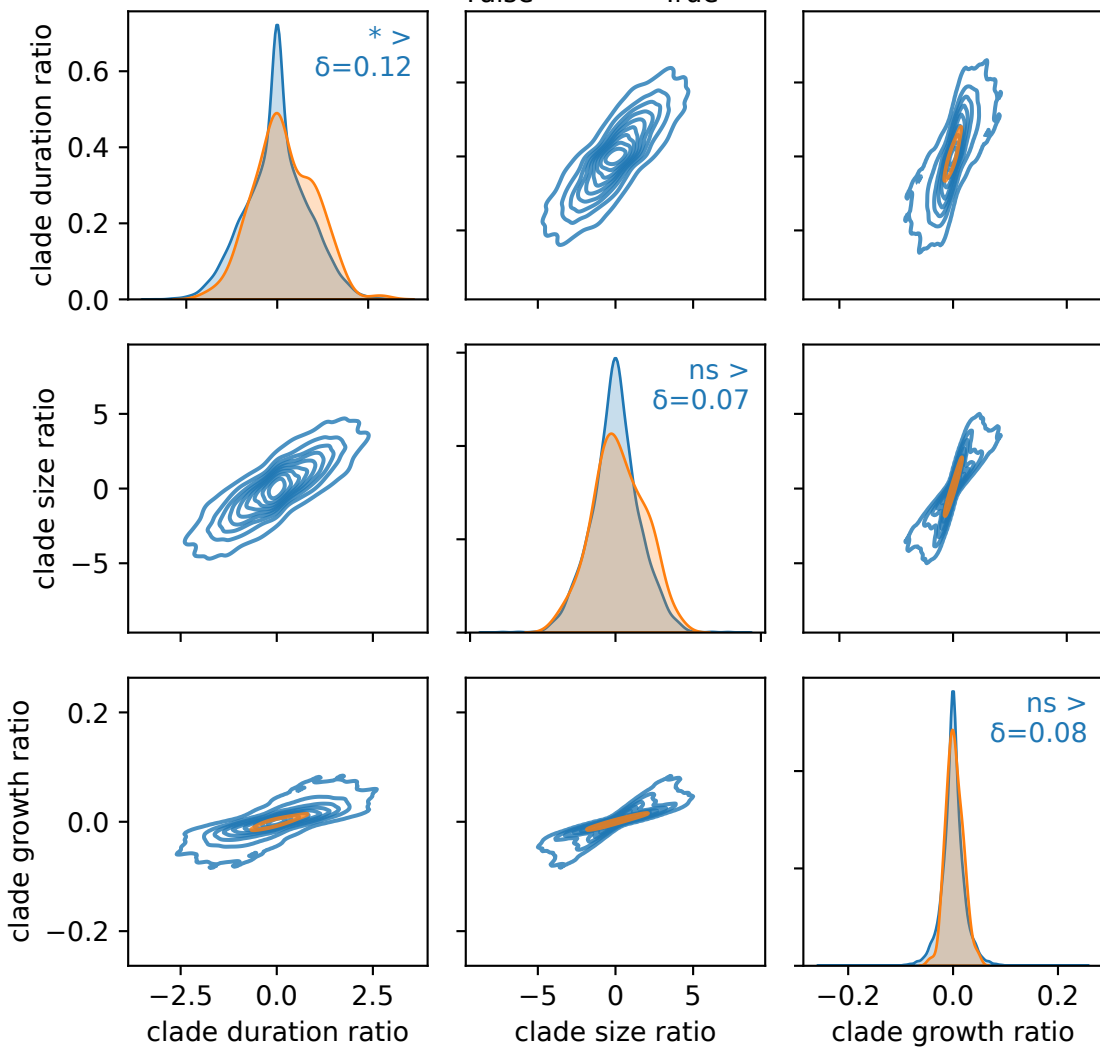 clade duration ratio
0.6
0.4
0.2
0.0
* >
δ=0.12
clade size ratio
5
0
−5
ns >
δ=0.07
clade growth ratio
0.2
0.0
−0.2
ns >
δ=0.08
−2.5 0.0 2.5
−5 0 5
−0.2 0.0 0.2
clade duration ratio
clade size ratio
clade growth ratio